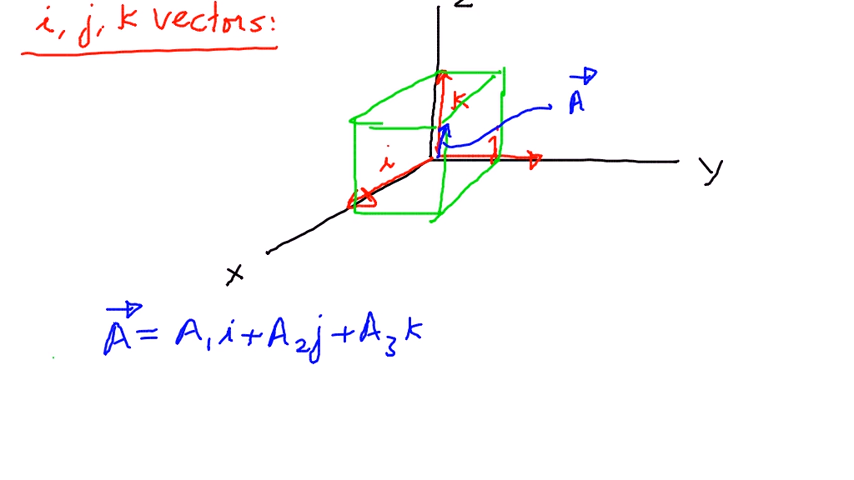 i, j, k vectors:
Z
k
A
i
j
y
x
A = A₁i + A₂j + A₃k